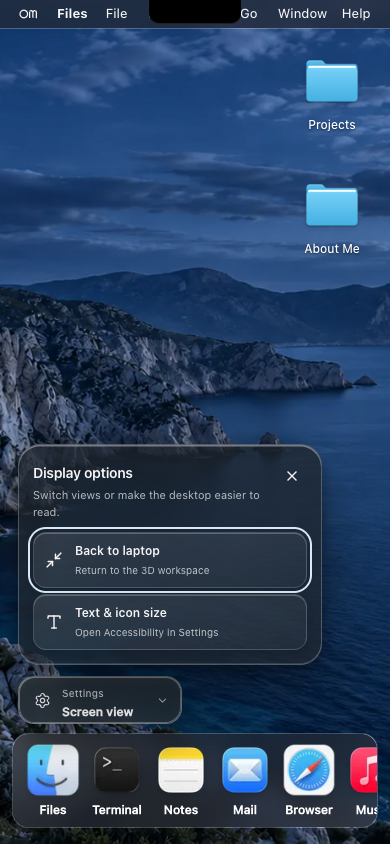 om Files File Go Window Help
Projects
About Me
Display options
Switch views or make the desktop easier to
read.
Back to laptop
Return to the 3D workspace
Text & icon size
Open Accessibility in Settings
Settings
Screen view
>_
Files Terminal Notes Mail Browser Mus